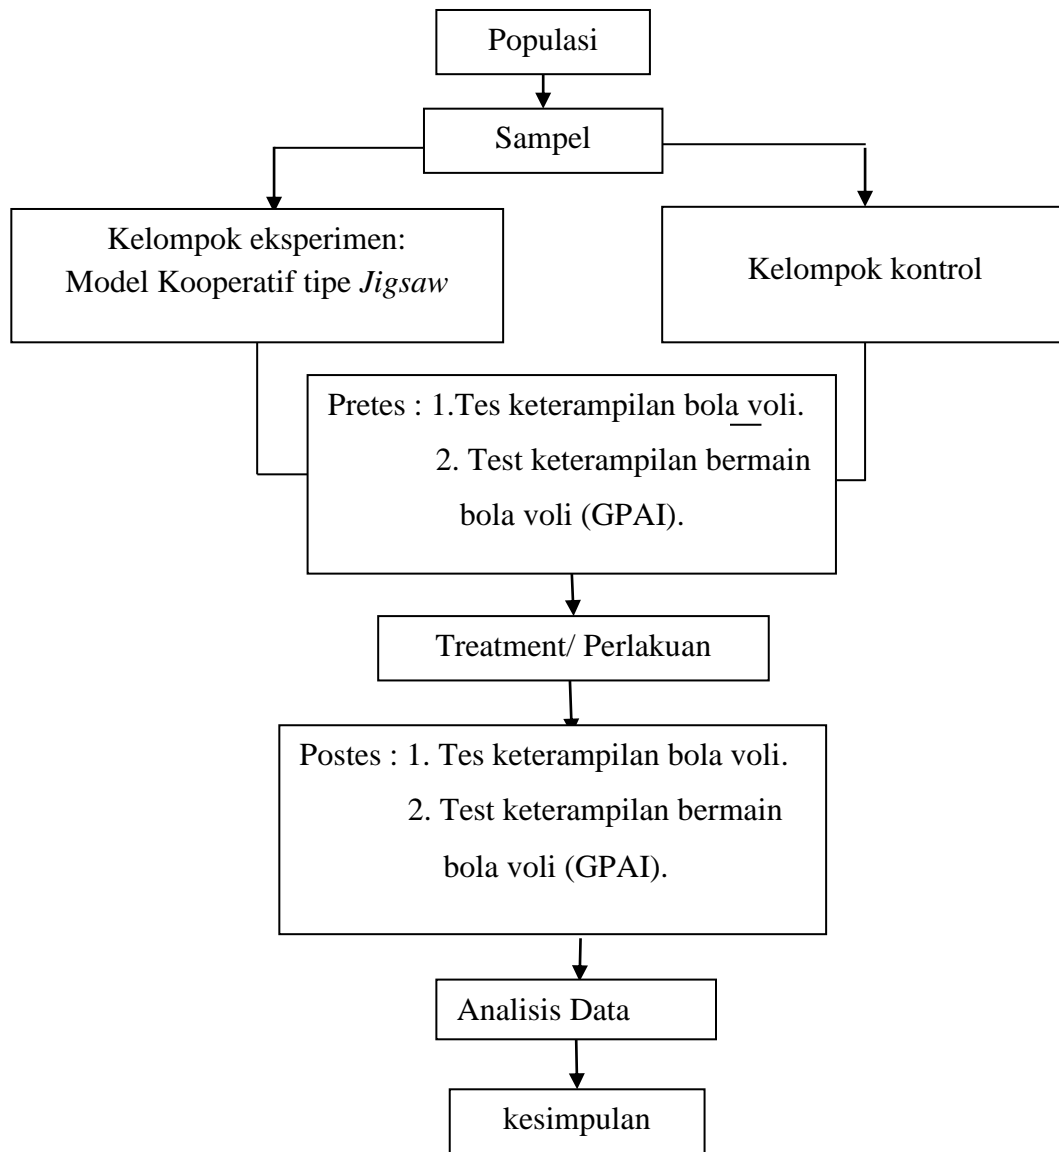 Populasi
Sampel
Kelompok eksperimen:
Model Kooperatif tipe Jigsaw
Kelompok kontrol
Pretes : 1.Tes keterampilan bola voli.
2. Test keterampilan bermain
bola voli (GPAI).
Treatment/ Perlakuan
Postes : 1. Tes keterampilan bola voli.
2. Test keterampilan bermain
bola voli (GPAI).
Analisis Data
kesimpulan